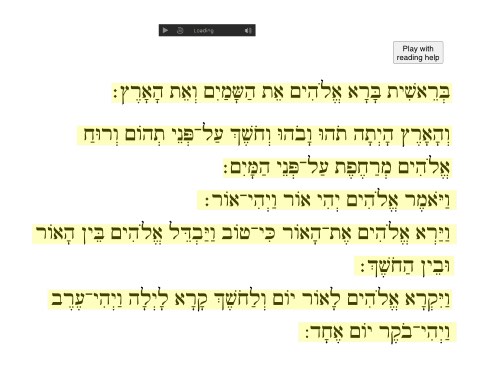 Loading
Play with
reading help
בְּרֵאשִׁית בָּרָא אֱלֹהִים אֵת הַשָּׁמַיִם וְאֵת הָאָרֶץ׃
וְהָאָרֶץ הָיְתָה תֹהוּ וָבֹהוּ וְחֹשֶׁךְ עַל־פְּנֵי תְהוֹם וְרוּחַ
אֱלֹהִים מְרַחֶפֶת עַל־פְּנֵי הַמָּיִם׃
וַיֹּאמֶר אֱלֹהִים יְהִי אוֹר וַיְהִי־אוֹר׃
וַיַּרְא אֱלֹהִים אֶת־הָאוֹר כִּי־טוֹב וַיַּבְדֵּל אֱלֹהִים בֵּין הָאוֹר
וּבֵין הַחֹשֶׁךְ׃
וַיִּקְרָא אֱלֹהִים לָאוֹר יוֹם וְלַחֹשֶׁךְ קָרָא לָיְלָה וַיְהִי־עֶרֶב
וַיְהִי־בֹקֶר יוֹם אֶחָד׃